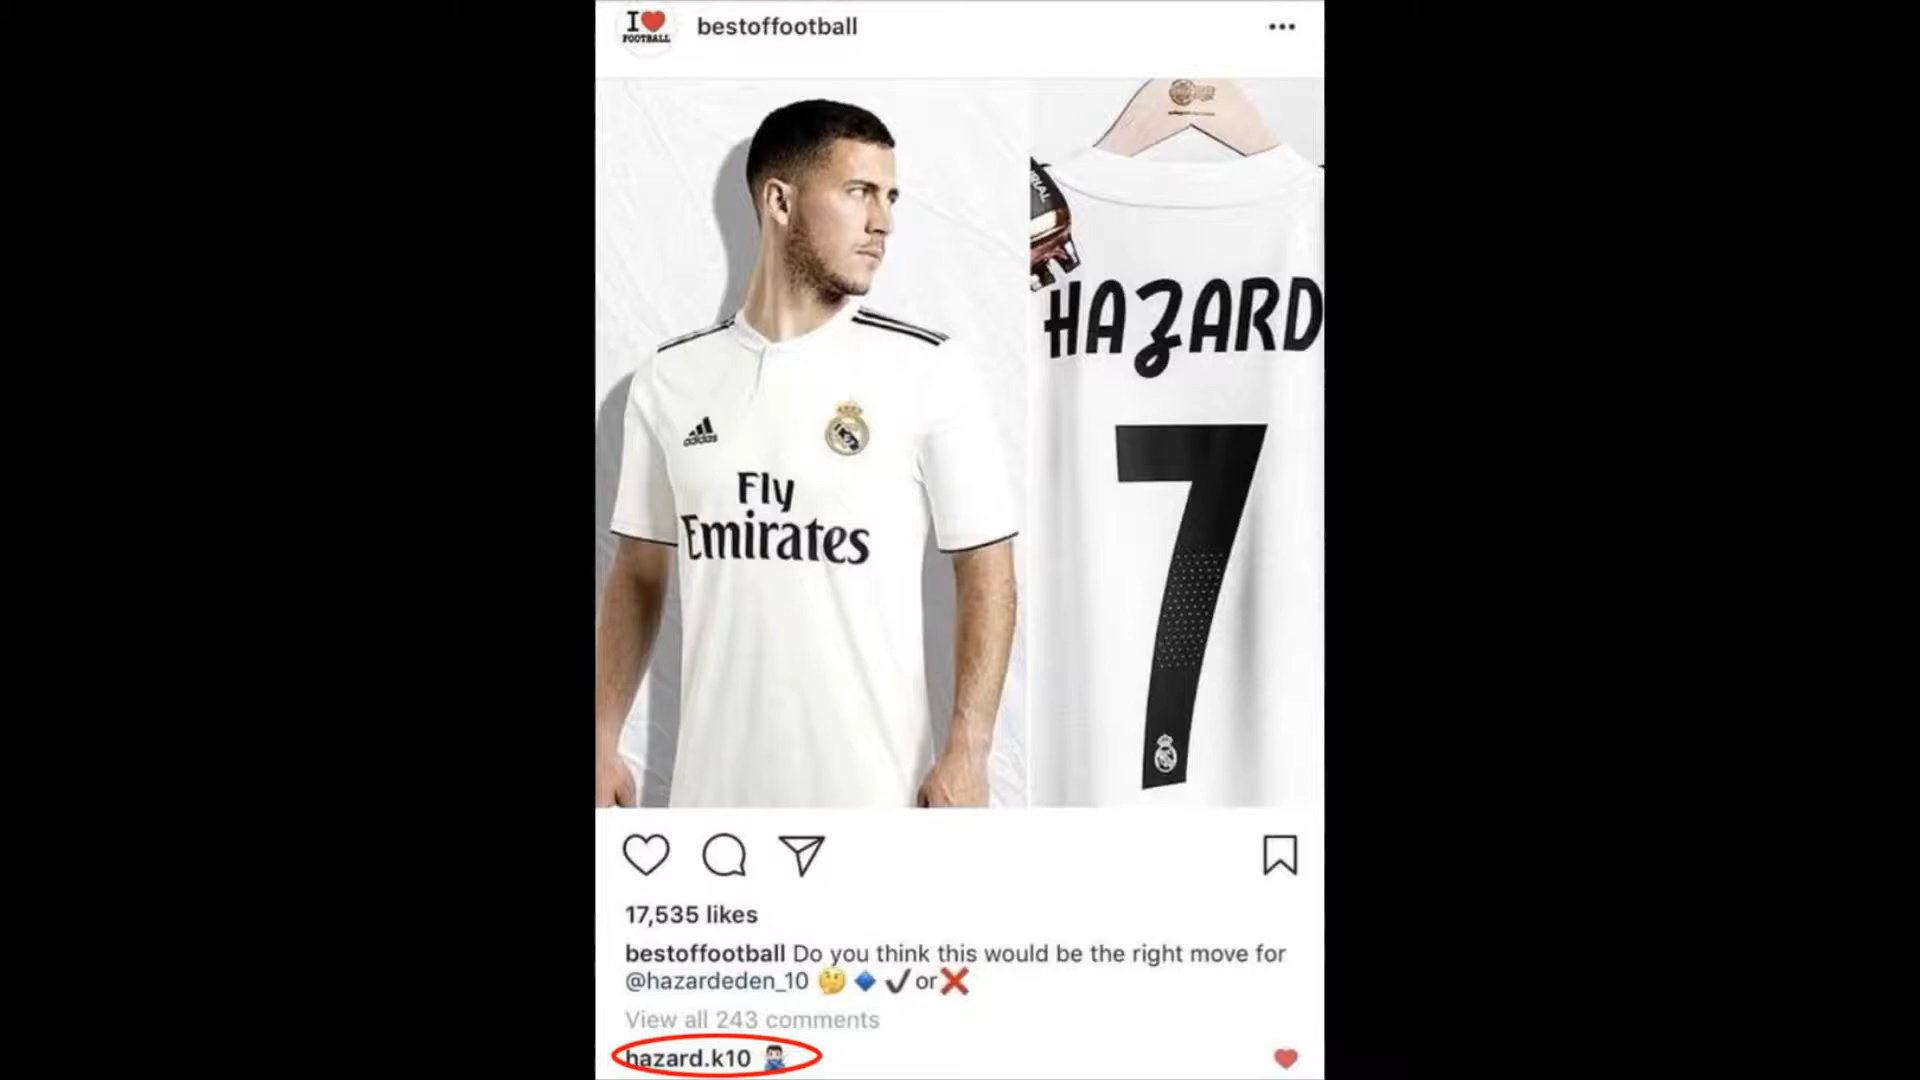 I❤️
FOOTBALL
bestoffootball
adidas
Fly
Emirates
HAZARD
7
17,535 likes
bestoffootball Do you think this would be the right move for
@hazardeden_10 🤔 🔷 ✔️or❌
View all 243 comments
hazard.k10 🤷🏻‍♂️